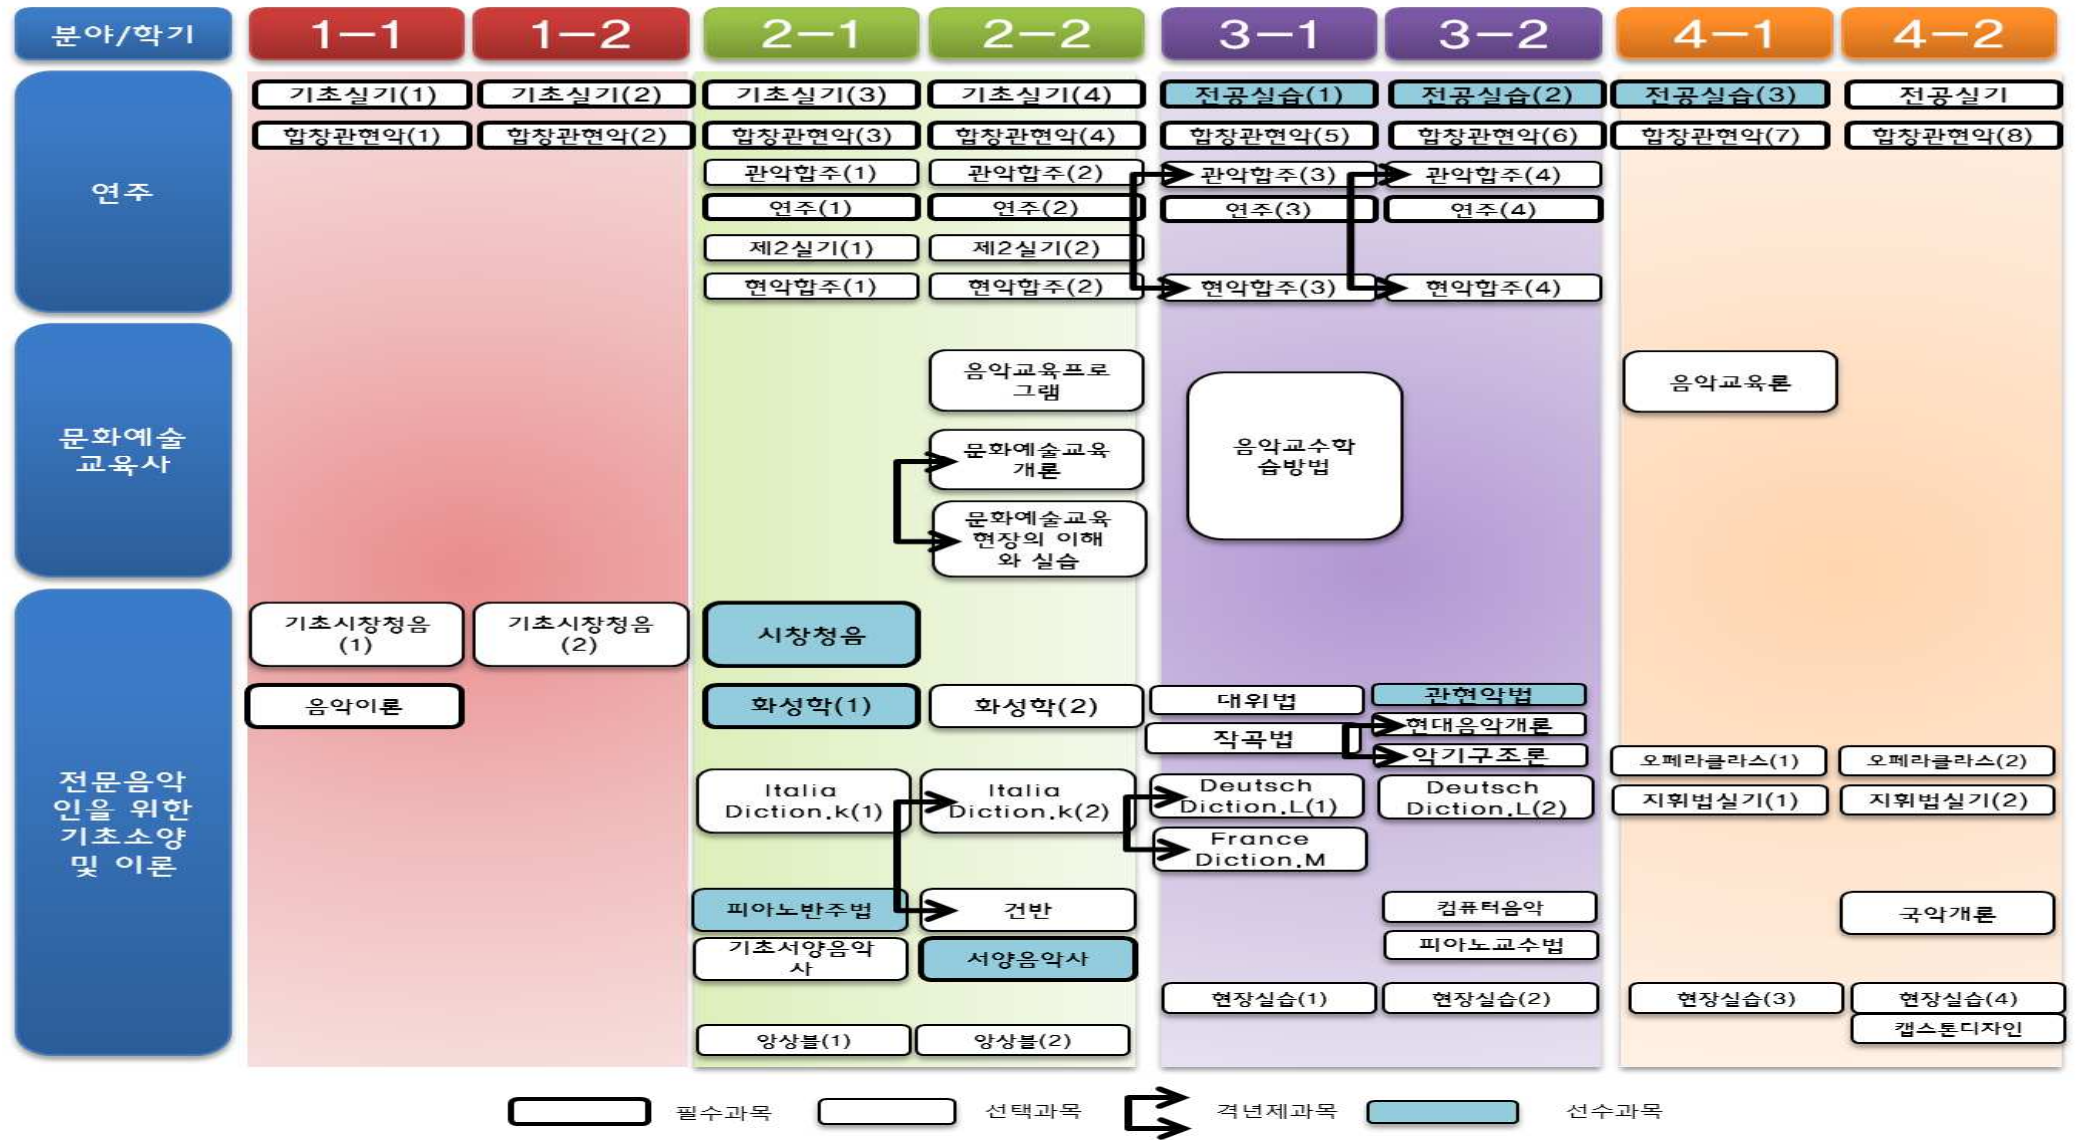 분야/학기
1-1
1-2
2-1
2-2
3-1
3-2
4-1
4-2
연주
기초실기(1)
기초실기(2)
기초실기(3)
기초실기(4)
전공실습(1)
전공실습(2)
전공실습(3)
전공실기
합창관현악(1)
합창관현악(2)
합창관현악(3)
합창관현악(4)
합창관현악(5)
합창관현악(6)
합창관현악(7)
합창관현악(8)
관악합주(1)
관악합주(2)
관악합주(3)
관악합주(4)
연주(1)
연주(2)
연주(3)
연주(4)
제2실기(1)
제2실기(2)
현악합주(1)
현악합주(2)
현악합주(3)
현악합주(4)
문화예술
교육사
음악교육프로
그램
음악교수학
습방법
음악교육론
문화예술교육
개론
문화예술교육
현장의 이해
와 실습
전문음악
인을 위한
기초소양
및 이론
기초시창청음
(1)
기초시창청음
(2)
시창청음
음악이론
화성학(1)
화성학(2)
대위법
관현악법
작곡법
현대음악개론
악기구조론
오페라클라스(1)
오페라클라스(2)
Italia
Diction.k(1)
Italia
Diction.k(2)
Deutsch
Diction.L(1)
Deutsch
Diction.L(2)
지휘법실기(1)
지휘법실기(2)
France
Diction.M
피아노반주법
건반
컴퓨터음악
국악개론
기초서양음악
사
서양음악사
피아노교수법
현장실습(1)
현장실습(2)
현장실습(3)
현장실습(4)
캡스톤디자인
앙상블(1)
앙상블(2)
필수과목
선택과목
격년제과목
선수과목